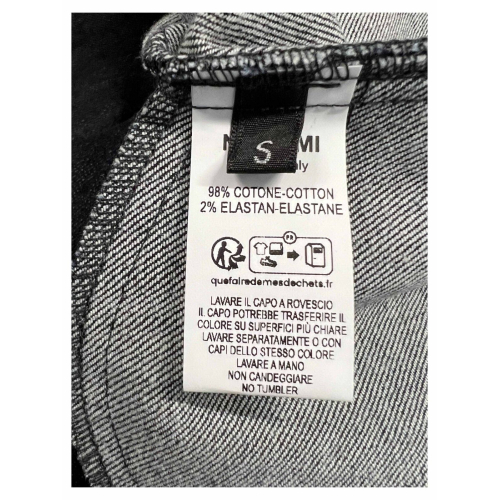 S
98% COTONE-COTTON
2% ELASTAN-ELASTANE
FR
quefairedemesdechets.fr
LAVARE IL CAPO A ROVESCIO
IL CAPO POTREBBE TRASFERIRE IL
COLORE SU SUPERFICI PIÙ CHIARE
LAVARE SEPARATAMENTE O CON
CAPI DELLO STESSO COLORE
LAVARE A MANO
NON CANDEGGIARE
NO TUMBLER